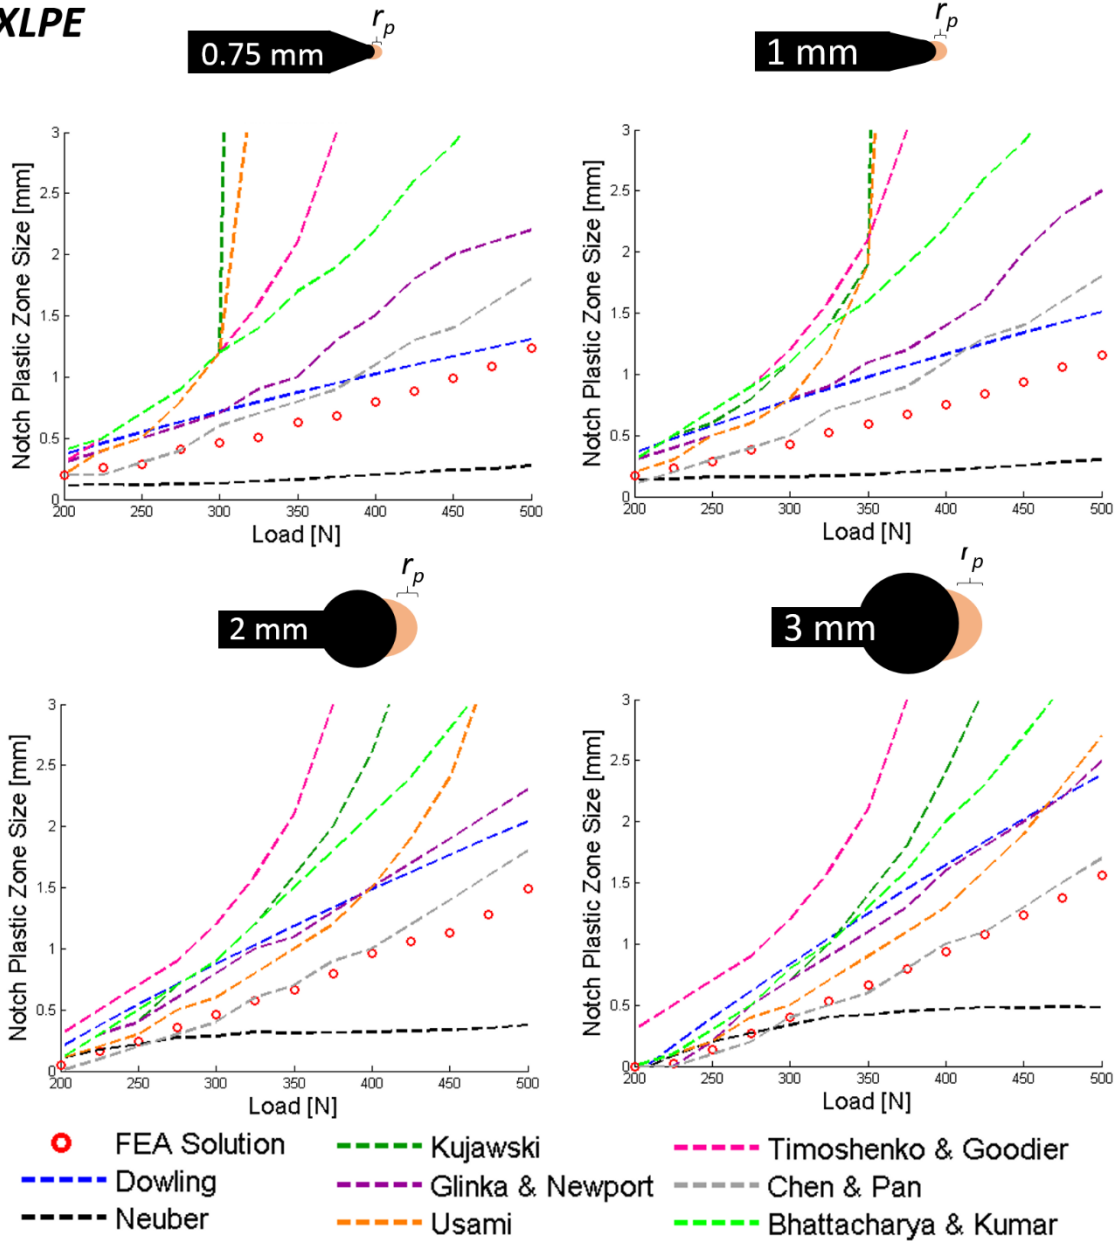 XLPE
rp
0.75 mm
rp
1 mm
Notch Plastic Zone Size [mm]
3
2.5
2
1.5
1
0.5
0
200
250
300
350
400
450
500
Load [N]
Notch Plastic Zone Size [mm]
3
2.5
2
1.5
1
0.5
0
200
250
300
350
400
450
500
Load [N]
rp
2 mm
rp
3 mm
Notch Plastic Zone Size [mm]
3
2.5
2
1.5
1
0.5
0
200
250
300
350
400
450
500
Load [N]
Notch Plastic Zone Size [mm]
3
2.5
2
1.5
1
0.5
0
200
250
300
350
400
450
500
Load [N]
FEA Solution
Dowling
Neuber
Kujawski
Glinka & Newport
Usami
Timoshenko & Goodier
Chen & Pan
Bhattacharya & Kumar